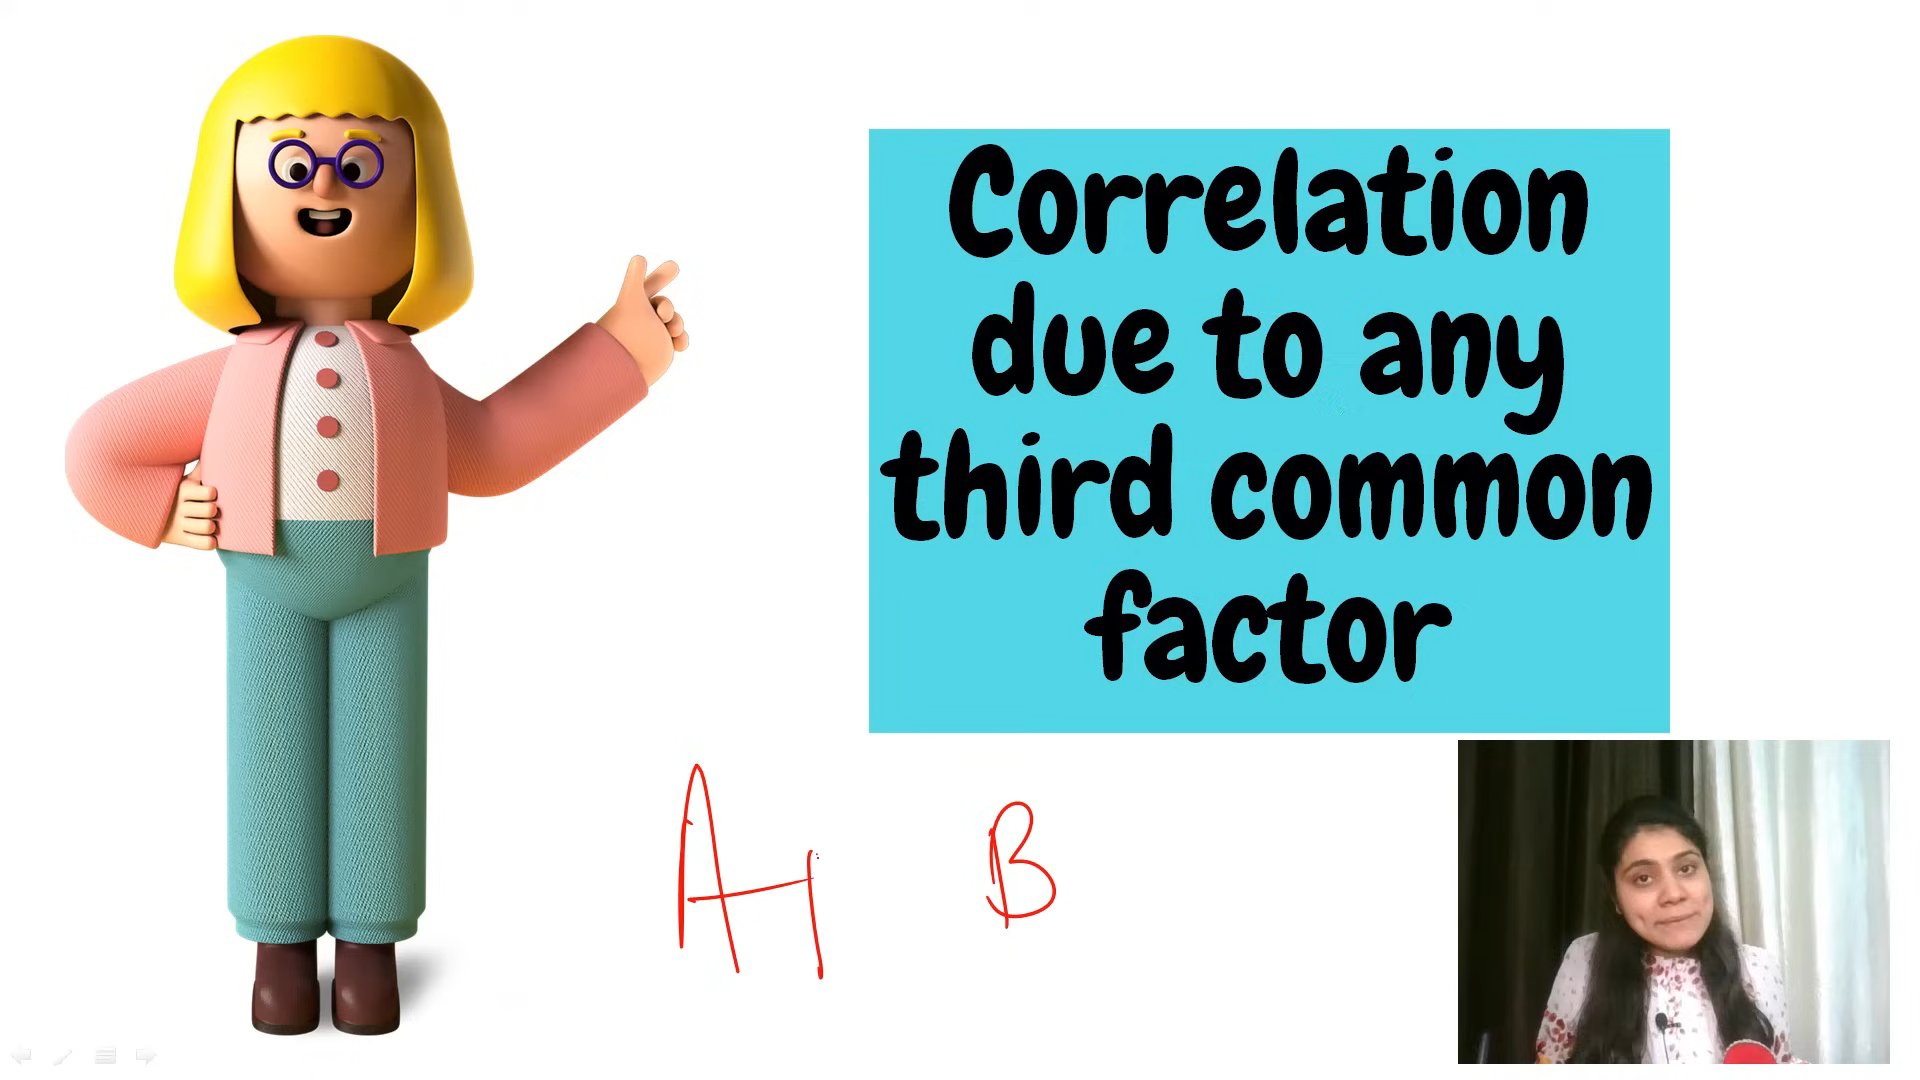 Correlation
due to any
third common
factor
A B